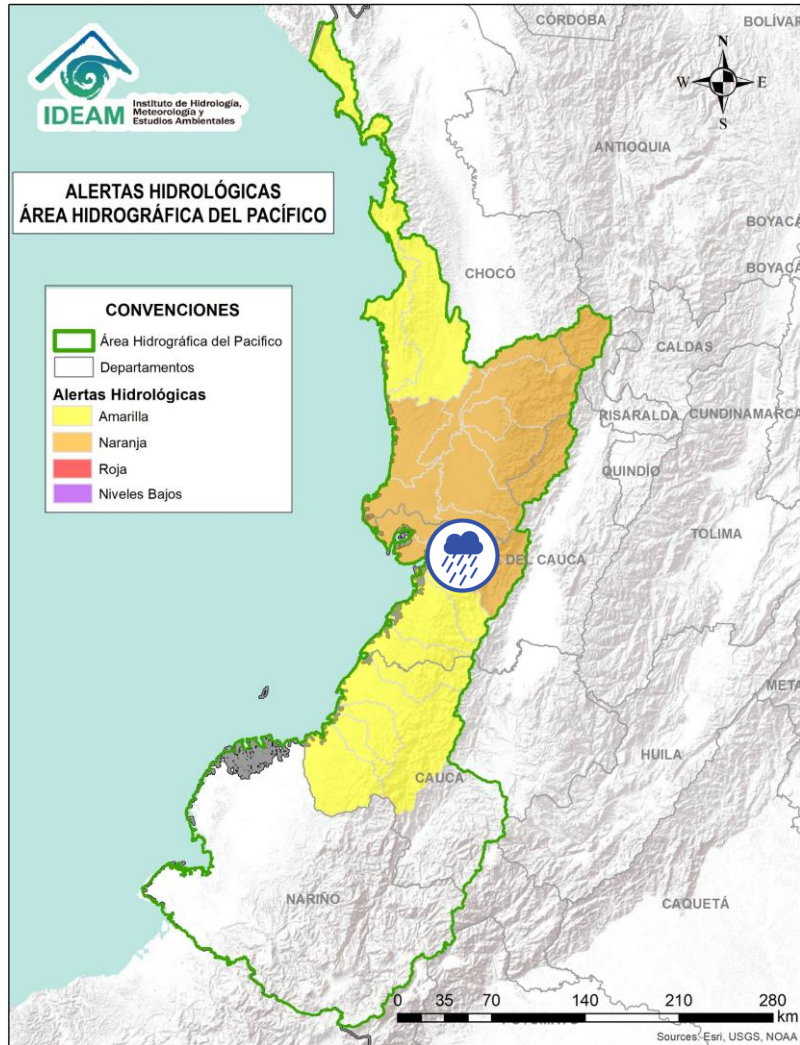 CÓRDOBA
BOLÍVAR
IDEAM
Instituto de Hidrología,
Meteorología y
Estudios Ambientales
N
W E
S
ANTIOQUIA
ALERTAS HIDROLÓGICAS
ÁREA HIDROGRÁFICA DEL PACÍFICO
BOYACÁ
BOYACÁ
CHOCÓ
CONVENCIONES
Área Hidrográfica del Pacifico
Departamentos
Alertas Hidrológicas
Amarilla
Naranja
Roja
Niveles Bajos
CALDAS
RISARALDA
CUNDINAMARCA
QUINDÍO
TOLIMA
DEL CAUCA
META
HUILA
CAUCA
NARIÑO
CAQUETÁ
0 35 70 140 210 280
km
Sources: Esri, USGS, NOAA